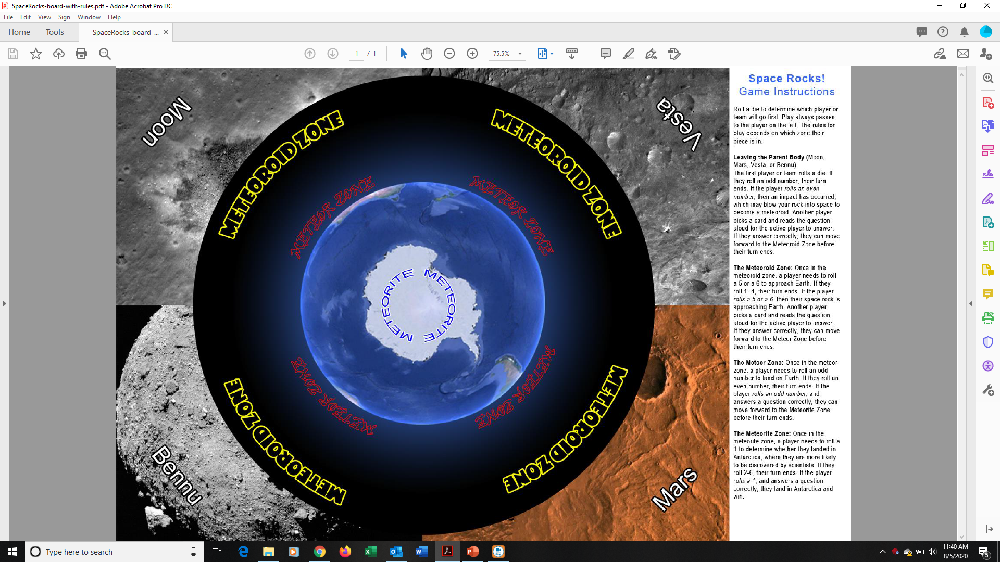 SpaceRocks-board-with-rules.pdf - Adobe Acrobat Pro DC
File Edit View Sign Window Help
Home Tools SpaceRocks-board-... ×
1 / 1 75.5%
Moon
Vesta
Bennu
Mars
METEOROID ZONE
METEOROID ZONE
METEOROID ZONE
METEOROID ZONE
METEOR ZONE
METEOR ZONE
METEOR ZONE
METEOR ZONE
METEORITE
METEORITE
METEORITE
METEORITE
Space Rocks!
Game Instructions
Roll a die to determine which player or
team will go first. Play always passes
to the player on the left. The rules for
play depends on which zone their
piece is in.
Leaving the Parent Body (Moon,
Mars, Vesta, or Bennu)
The first player or team rolls a die. If
they roll an odd number, their turn
ends. If the player rolls an even
number, then an impact has occurred,
which may blow your rock into space to
become a meteoroid. Another player
picks a card and reads the question
aloud for the active player to answer.
If they answer correctly, they can move
forward to the Meteoroid Zone before
their turn ends.
The Meteoroid Zone: Once in the
meteoroid zone, a player needs to roll
a 5 or a 6 to approach Earth. If they
roll 1 -4, their turn ends. If the player
rolls a 5 or a 6, then their space rock is
approaching Earth. Another player
picks a card and reads the question
aloud for the active player to answer.
If they answer correctly, they can move
forward to the Meteor Zone before
their turn ends.
The Meteor Zone: Once in the meteor
zone, a player needs to roll an odd
number to land on Earth. If they roll an
even number, their turn ends. If the
player rolls an odd number, and
answers a question correctly, they can
move forward to the Meteorite Zone
before their turn ends.
The Meteorite Zone: Once in the
meteorite zone, a player needs to roll a
1 to determine whether they landed in
Antarctica, where they are more likely
to be discovered by scientists. If they
roll 2-6, their turn ends. If the player
rolls a 1, and answers a question
correctly, they land in Antarctica and
win.
Type here to search
11:40 AM
8/5/2020
5